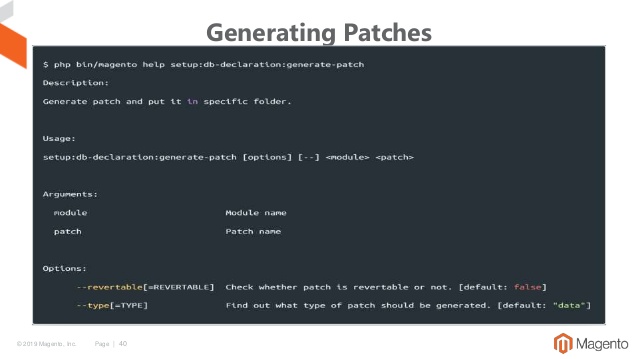 Generating Patches
$ php bin/magento help setup:db-declaration:generate-patch
Description:
Generate patch and put it in specific folder.
Usage:
setup:db-declaration:generate-patch [options] [--] <module> <patch>
Arguments:
module Module name
patch Patch name
Options:
--revertable[=REVERTABLE] Check whether patch is revertable or not. [default: false]
--type[=TYPE] Find out what type of patch should be generated. [default: "data"]
© 2019 Magento, Inc. Page | 40
Magento